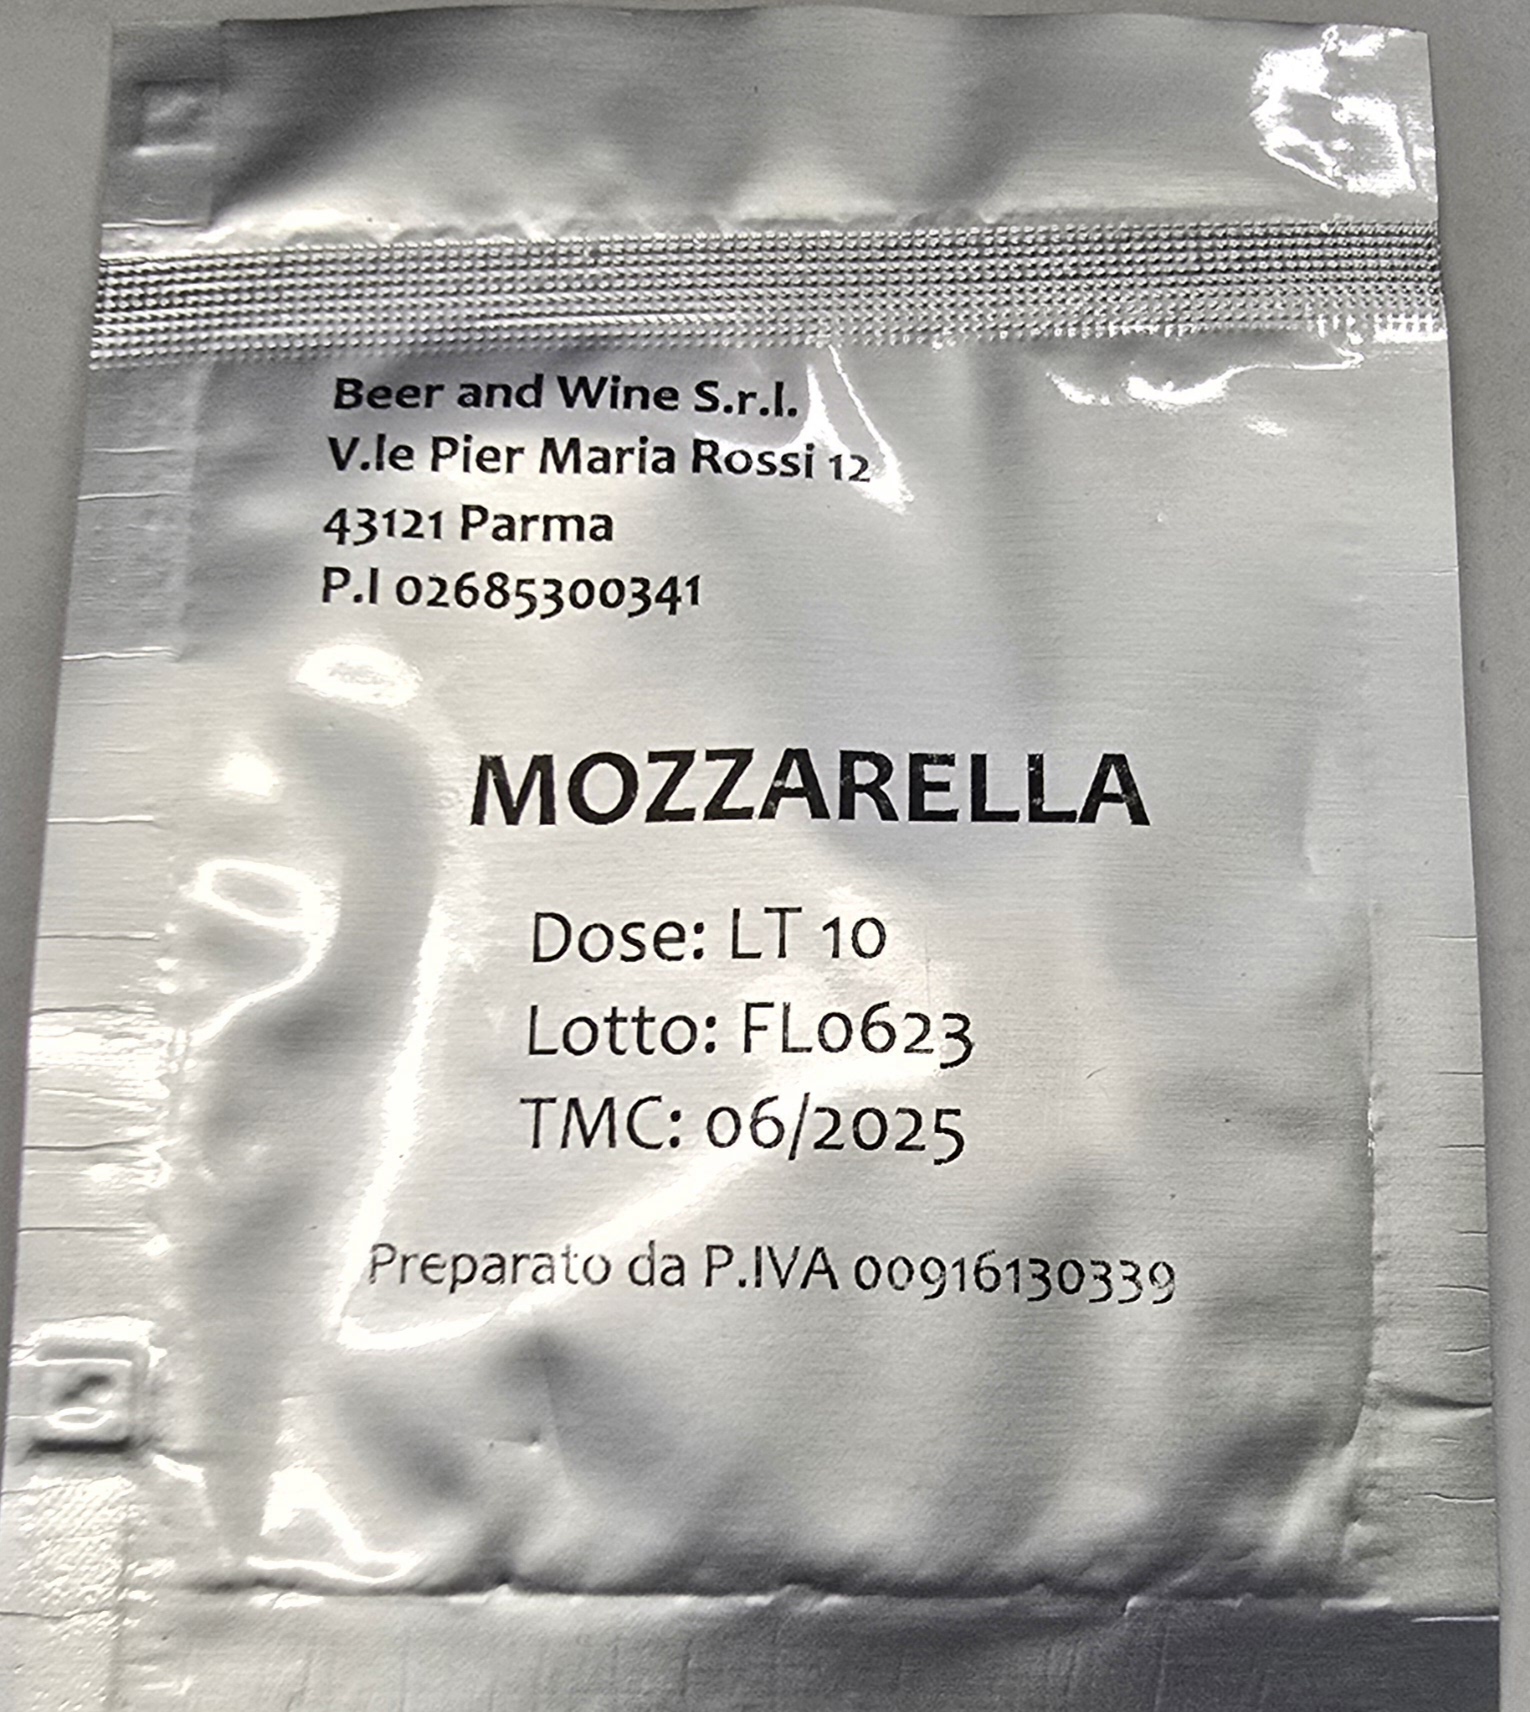 Beer and Wine S.r.l.
V.le Pier Maria Rossi 12
43121 Parma
P.I 02685300341
MOZZARELLA
Dose: LT 10
Lotto: FL0623
TMC: 06/2025
Preparato da P.IVA 00916130339